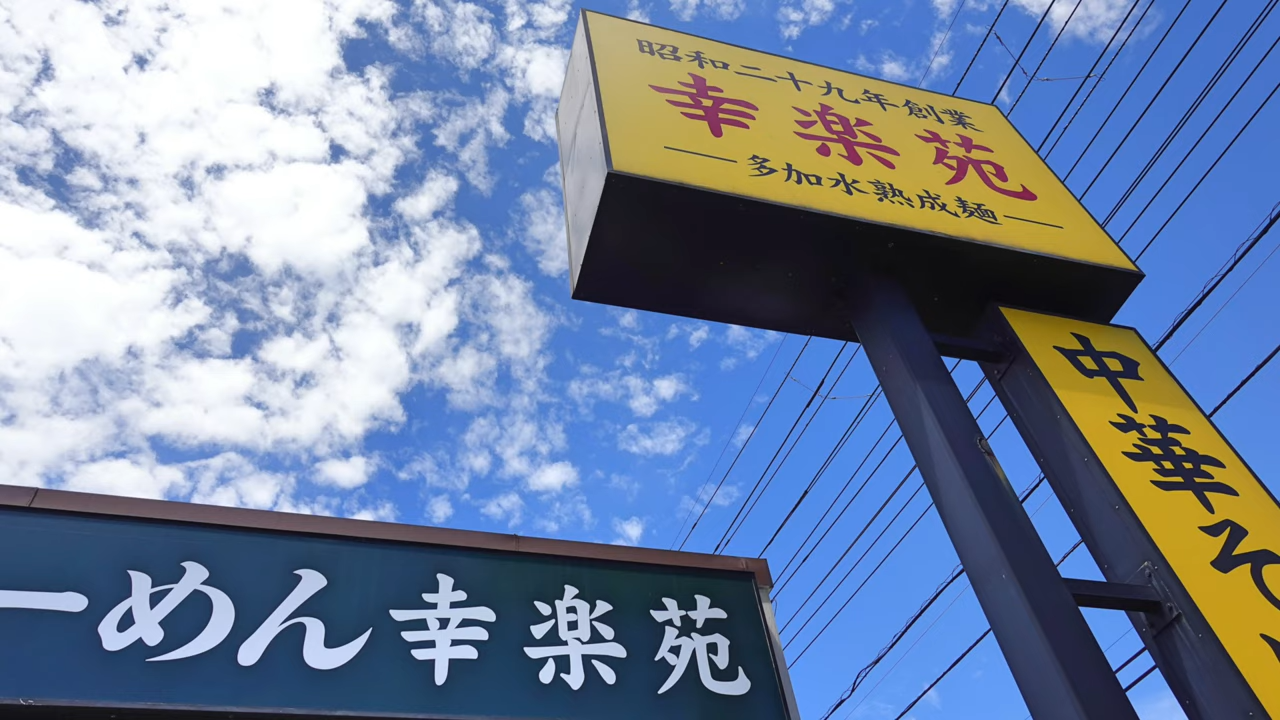 昭和二十九年創業
幸楽苑
多加水熟成麺
中華そ
ーめん幸楽苑